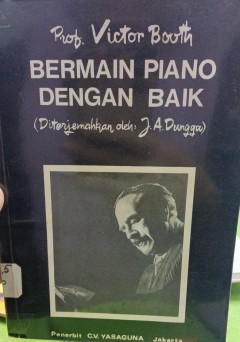 Prof. Victor Booth
BERMAIN PIANO
DENGAN BAIK
(Diterjemahkan oleh: J.A. Dungga)
Penerbit C.V. YASAGUNA Jakarta